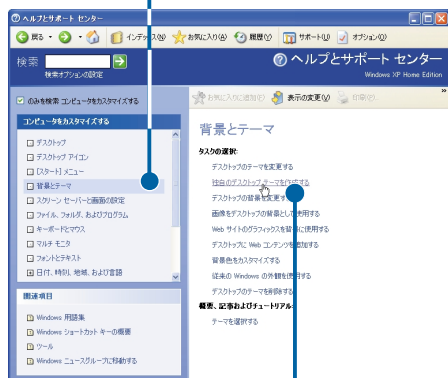 ヘルプとサポート センター
戻る
インデックス(N) お気に入り(A) 履歴(Y) サポート(U) オプション(O)
検索
検索オプションの設定
ヘルプとサポート センター
Windows XP Home Edition
のみを検索 コンピュータをカスタマイズする
お気に入りに追加(D) 表示の変更(V) 印刷(P)...
コンピュータをカスタマイズする
デスクトップ
デスクトップ アイコン
[スタート] メニュー
背景とテーマ
スクリーン セーバーと画面の設定
ファイル、フォルダ、およびプログラム
キーボードとマウス
マルチ モニタ
フォントとテキスト
日付、時刻、地域、および言語
関連項目
Windows 用語集
Windows ショートカット キーの概要
ツール
Windows ニュースグループに移動する
背景とテーマ
タスクの選択:
デスクトップのテーマを変更する
独自のデスクトップ テーマを作成する
デスクトップの背景を変更する
画像をデスクトップの背景として使用する
Web サイトのグラフィックスを背景に使用する
デスクトップに Web コンテンツを追加する
背景色をカスタマイズする
従来の Windows の外観を使用する
デスクトップのテーマを削除する
概要、記事およびチュートリアル:
テーマを選択する